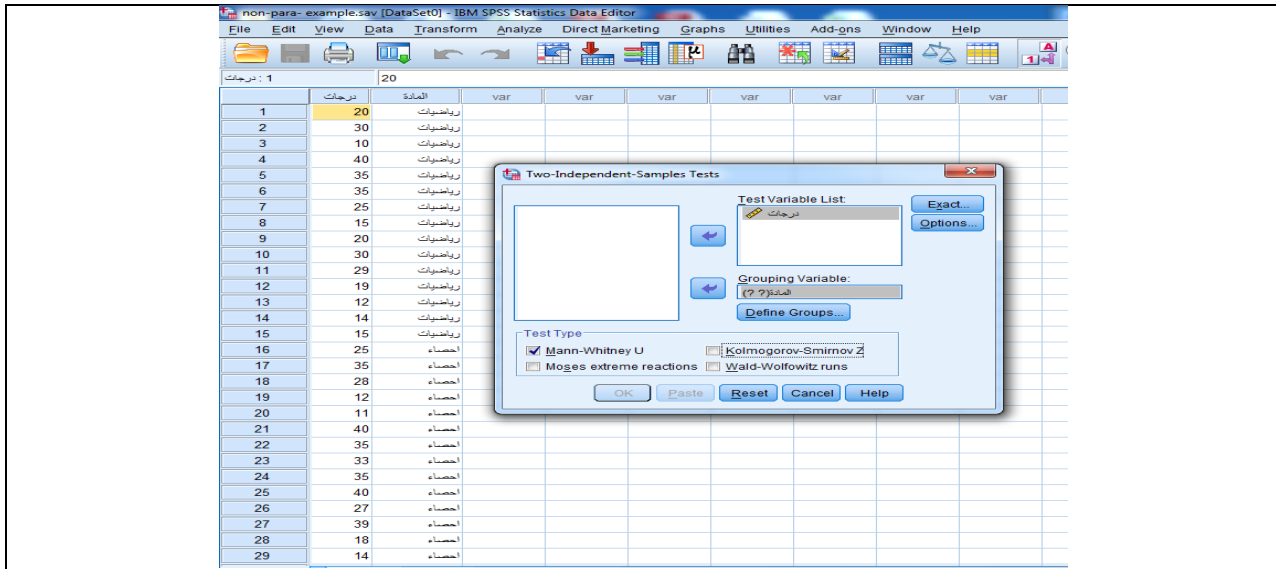 non-para- example.sav [DataSet0] - IBM SPSS Statistics Data Editor
File Edit View Data Transform Analyze Direct Marketing Graphs Utilities Add-ons Window Help
1 : درجات 20
درجات المادة var var var var var var var
1 20 رياضيات
2 30 رياضيات
3 10 رياضيات
4 40 رياضيات
5 35 رياضيات
6 35 رياضيات
7 25 رياضيات
8 15 رياضيات
9 20 رياضيات
10 30 رياضيات
11 29 رياضيات
12 19 رياضيات
13 12 رياضيات
14 14 رياضيات
15 15 رياضيات
16 25 احصاء
17 35 احصاء
18 28 احصاء
19 12 احصاء
20 11 احصاء
21 40 احصاء
22 35 احصاء
23 33 احصاء
24 35 احصاء
25 40 احصاء
26 27 احصاء
27 39 احصاء
28 18 احصاء
29 14 احصاء
Two-Independent-Samples Tests
Test Variable List:
درجات
Exact...
Options...
Grouping Variable:
المادة(? ?)
Define Groups...
Test Type
Mann-Whitney U Kolmogorov-Smirnov Z
Moses extreme reactions Wald-Wolfowitz runs
OK Paste Reset Cancel Help